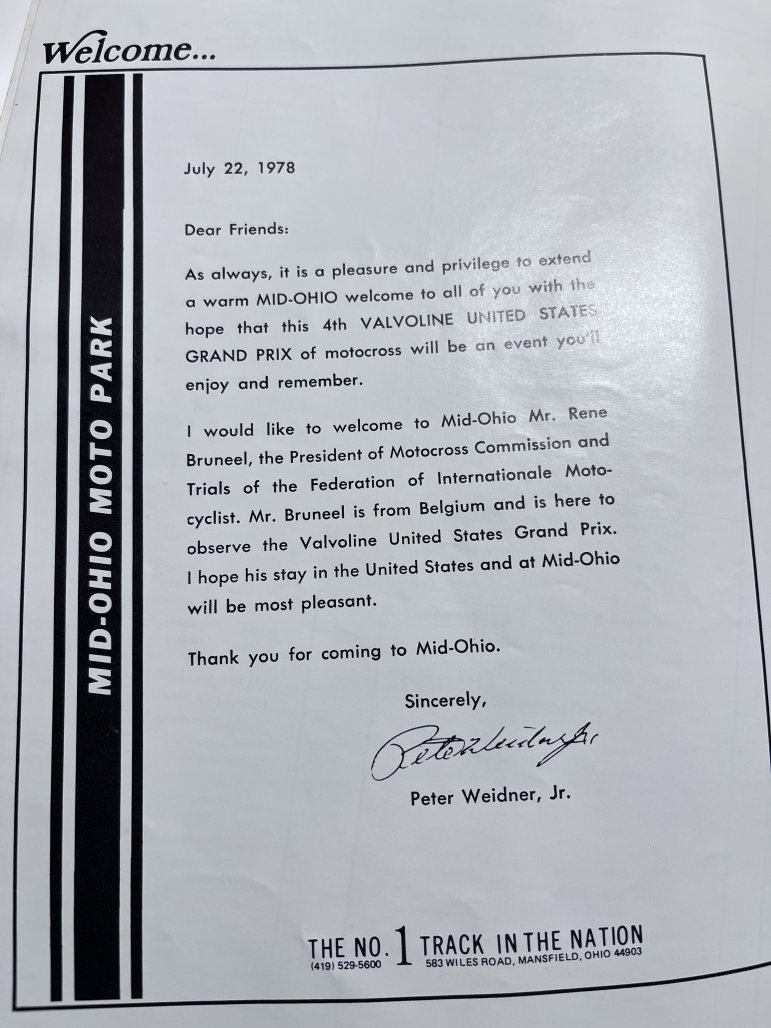 Welcome...
MID-OHIO MOTO PARK
July 22, 1978
Dear Friends:
As always, it is a pleasure and privilege to extend
a warm MID-OHIO welcome to all of you with the
hope that this 4th VALVOLINE UNITED STATES
GRAND PRIX of motocross will be an event you'll
enjoy and remember.
I would like to welcome to Mid-Ohio Mr. Rene
Bruneel, the President of Motocross Commission and
Trials of the Federation of Internationale Moto-
cyclist. Mr. Bruneel is from Belgium and is here to
observe the Valvoline United States Grand Prix.
I hope his stay in the United States and at Mid-Ohio
will be most pleasant.
Thank you for coming to Mid-Ohio.
Sincerely,
Peter Weidner Jr.
Peter Weidner, Jr.
THE NO. 1 TRACK IN THE NATION
(419) 529-5600 583 WILES ROAD, MANSFIELD, OHIO 44903